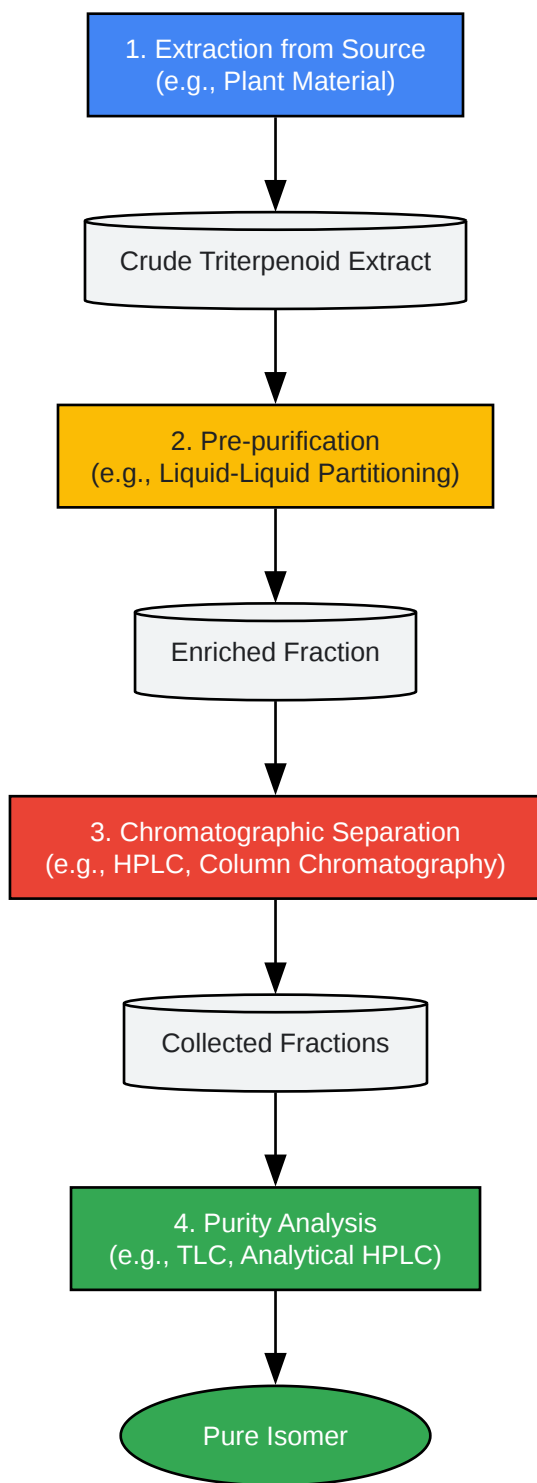 1. Extraction from Source
(e.g., Plant Material)
Crude Triterpenoid Extract
2. Pre-purification
(e.g., Liquid-Liquid Partitioning)
Enriched Fraction
3. Chromatographic Separation
(e.g., HPLC, Column Chromatography)
Collected Fractions
4. Purity Analysis
(e.g., TLC, Analytical HPLC)
Pure Isomer